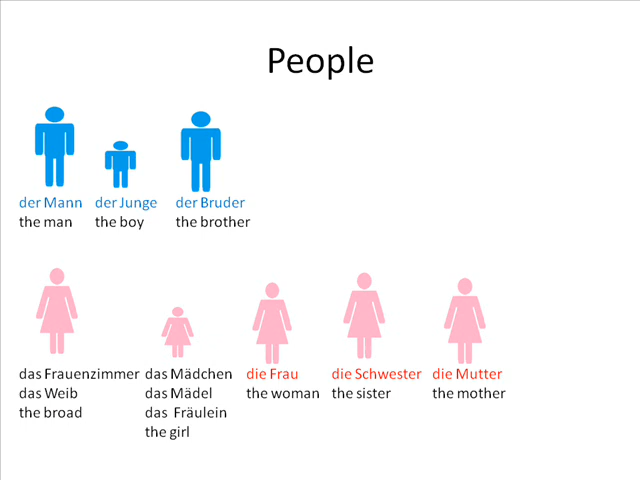 People
der Mann der Junge der Bruder
the man the boy the brother
das Frauenzimmer das Mädchen die Frau die Schwester die Mutter
das Weib das Mädel the woman the sister the mother
the broad das Fräulein
the girl